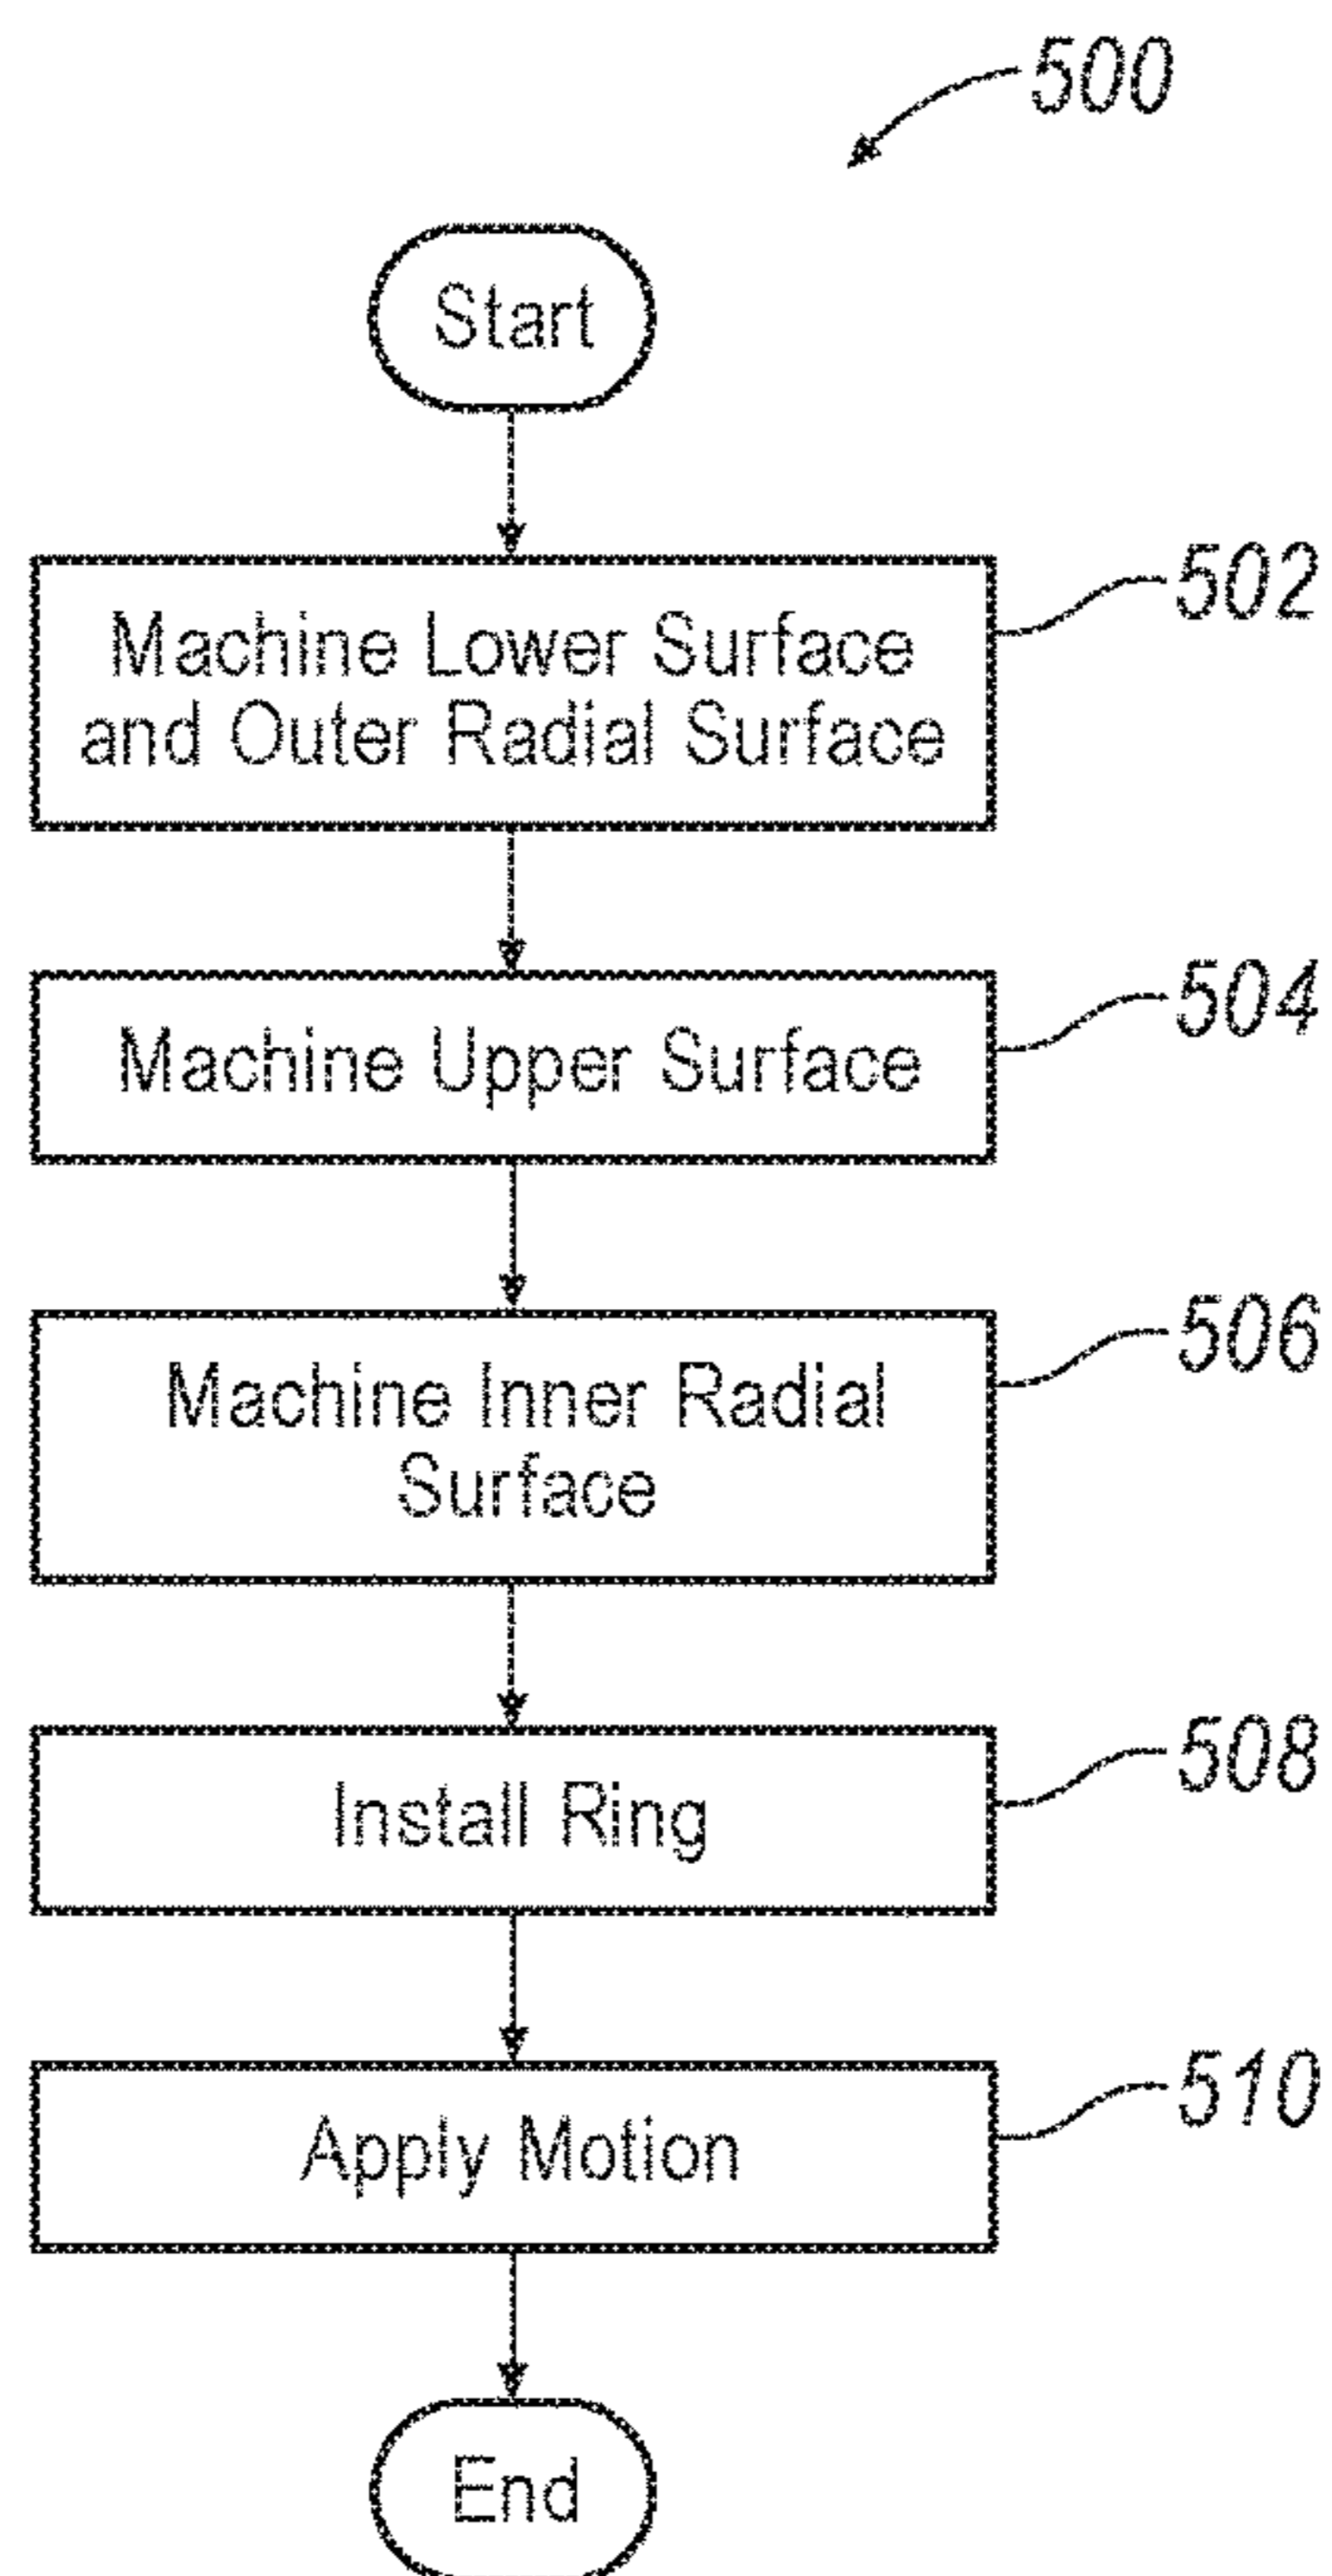 500
Start
Machine Lower Surface
and Outer Radial Surface
502
Machine Upper Surface
504
Machine Inner Radial
Surface
506
Install Ring
508
Apply Motion
510
End